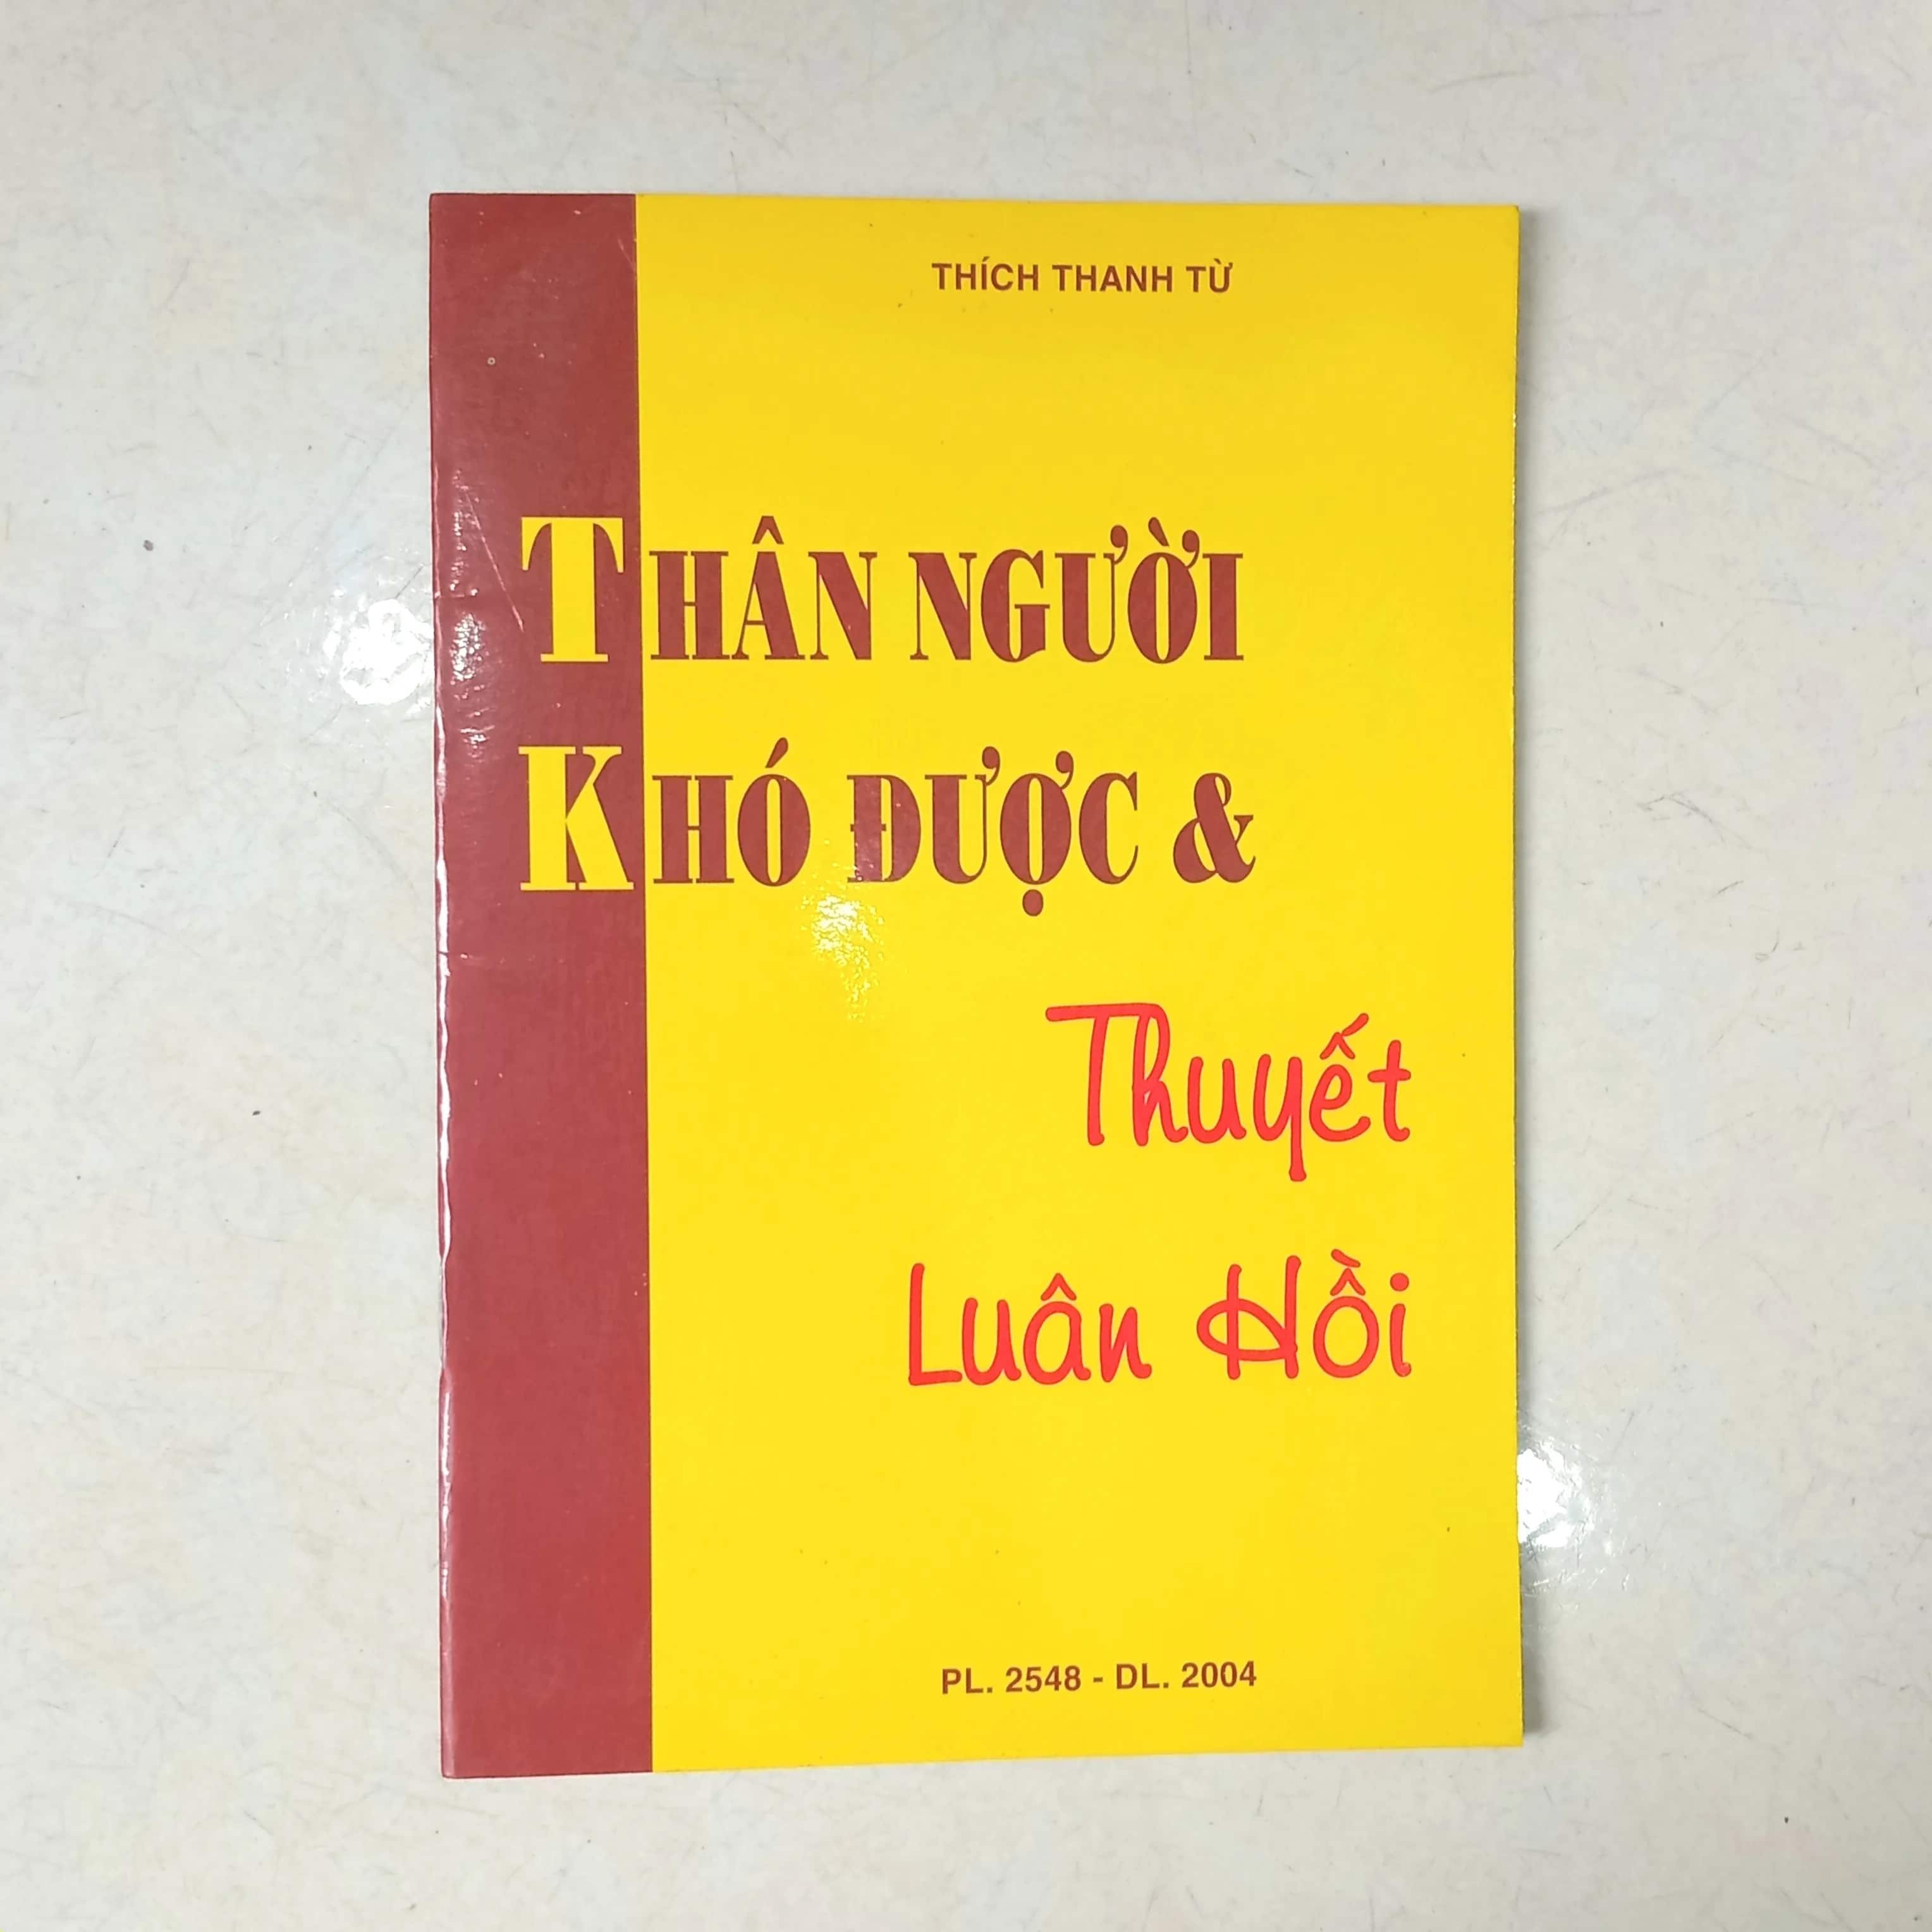 THÍCH THANH TỪ
THÂN NGƯỜI
KHÓ ĐƯỢC &
Thuyết
Luân Hồi
PL. 2548 - DL. 2004